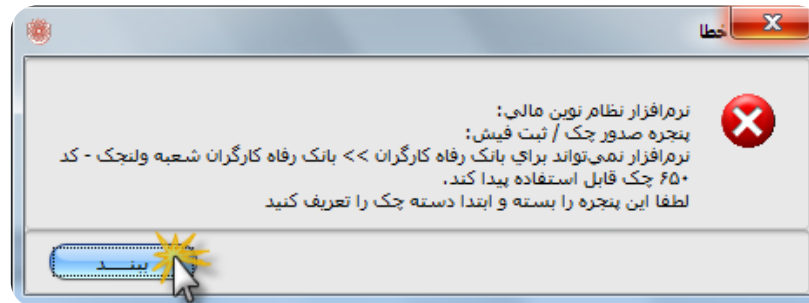 خطا
نرم‌افزار نظام نوین مالی:
پنجره صدور چک / ثبت فیش:
نرم‌افزار نمی‌تواند براي بانک رفاه کارگران >> بانک رفاه کارگران شعبه ولنجک - کد
۶۵۰ چک قابل استفاده پیدا کند.
لطفا این پنجره را بسته و ابتدا دسته چک را تعریف کنید
ببنـــد